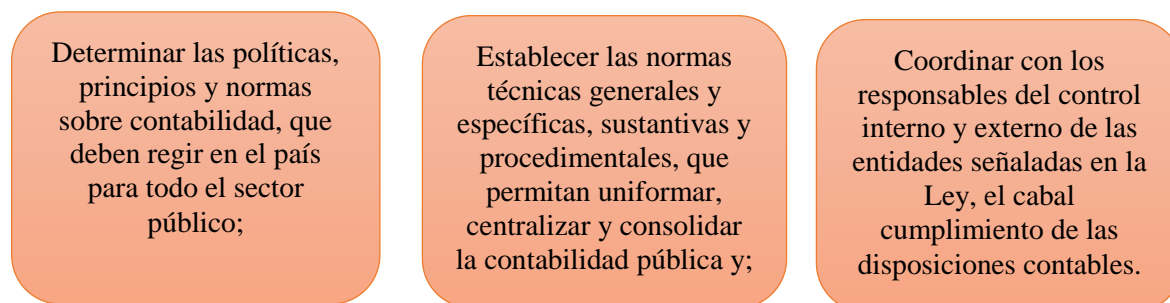 Determinar las políticas,
principios y normas
sobre contabilidad, que
deben regir en el país
para todo el sector
público;
Establecer las normas
técnicas generales y
específicas, sustantivas y
procedimentales, que
permitan uniformar,
centralizar y consolidar
la contabilidad pública y;
Coordinar con los
responsables del control
interno y externo de las
entidades señaladas en la
Ley, el cabal
cumplimiento de las
disposiciones contables.